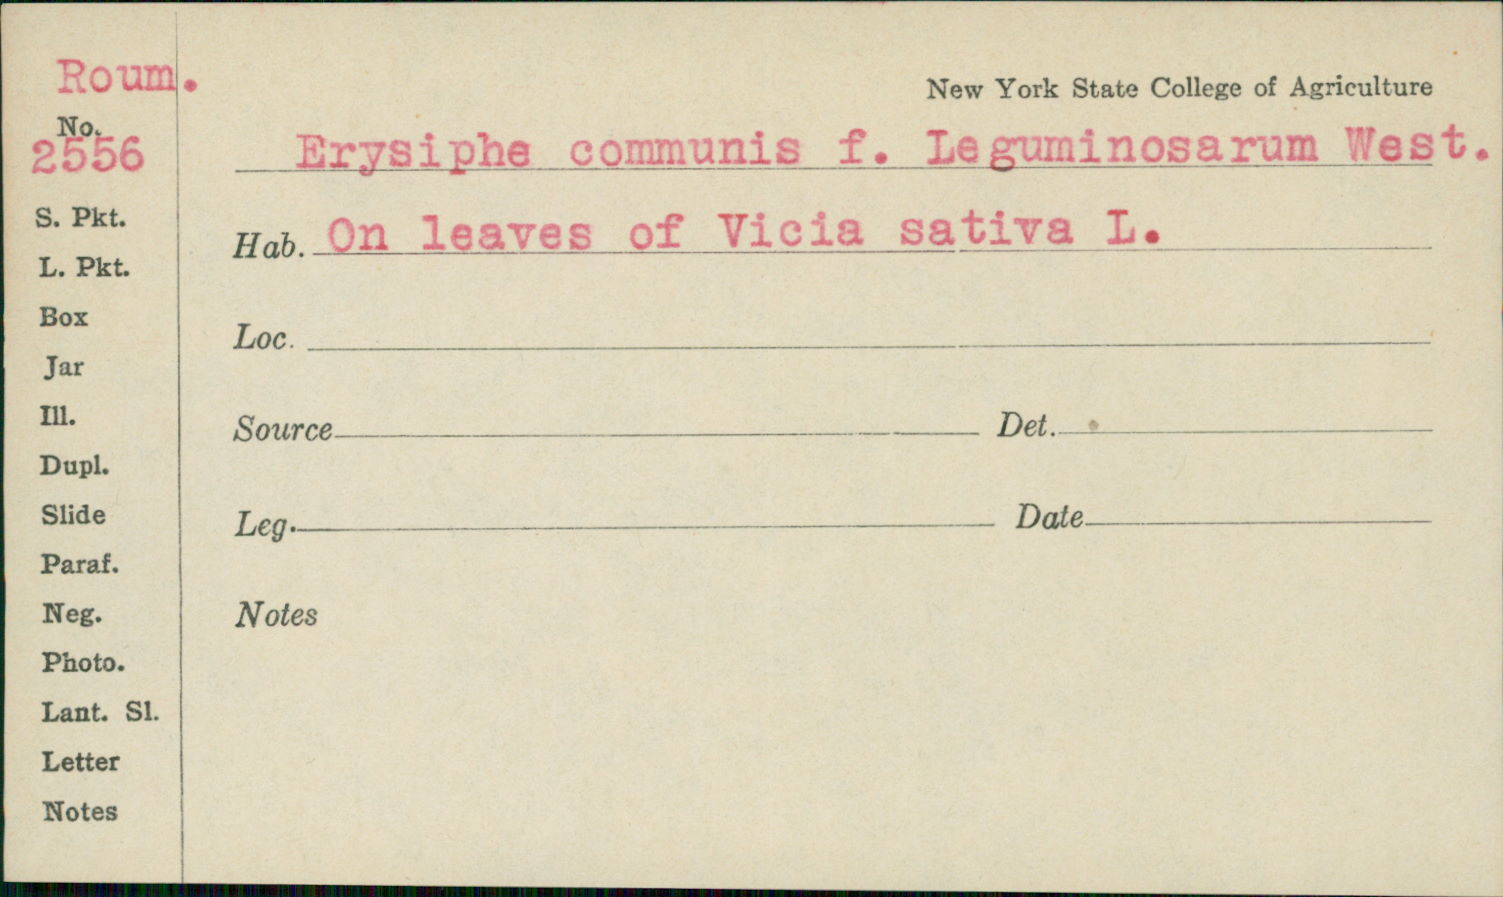 Roum.
New York State College of Agriculture
No.
2556
Erysiphe communis f. Leguminosarum West.
Hab. On leaves of Vicia sativa L.
Loc.
Source Det.
Leg. Date
Notes
S. Pkt.
L. Pkt.
Box
Jar
Ill.
Dupl.
Slide
Paraf.
Neg.
Photo.
Lant. Sl.
Letter
Notes